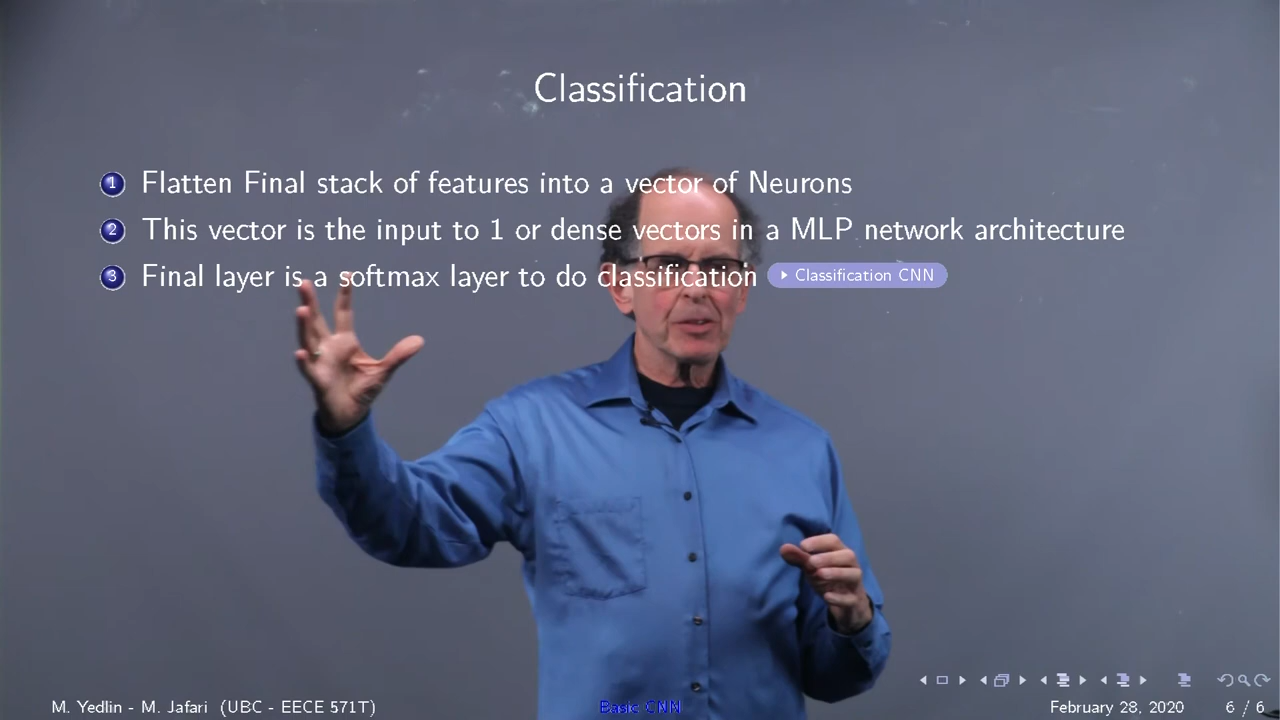 Classification
1 Flatten Final stack of features into a vector of Neurons
2 This vector is the input to 1 or dense vectors in a MLP network architecture
3 Final layer is a softmax layer to do classification Classification CNN
M. Yedlin - M. Jafari (UBC - EECE 571T) Basic CNN February 28, 2020 6 / 6